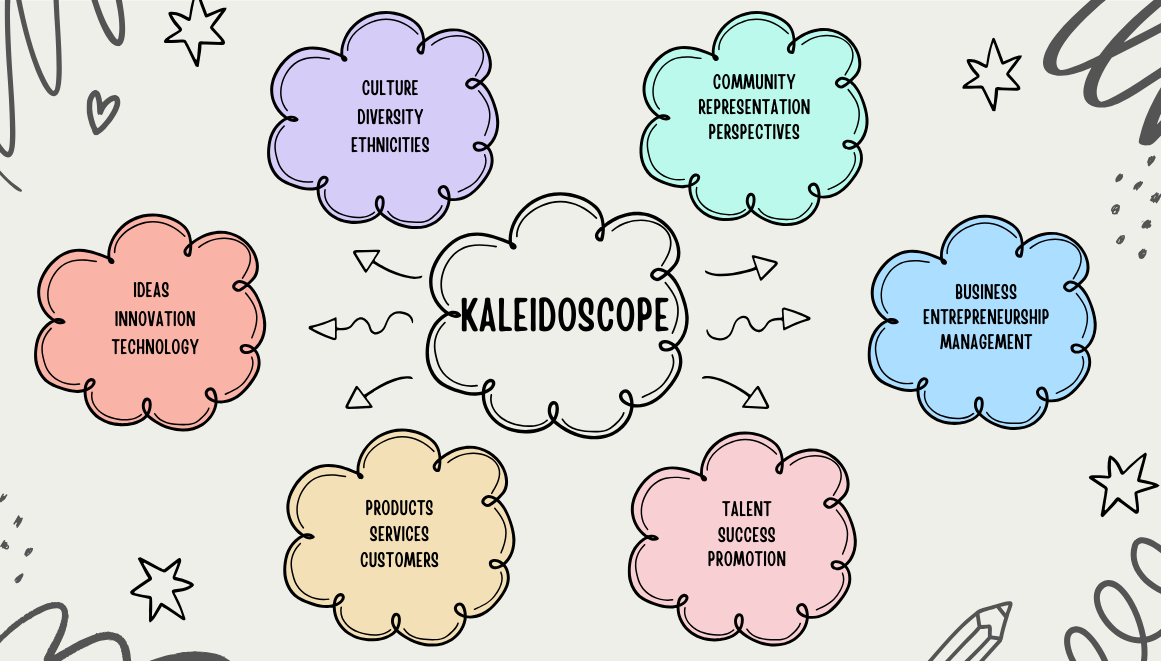 CULTURE
DIVERSITY
ETHNICITIES
COMMUNITY
REPRESENTATION
PERSPECTIVES
IDEAS
INNOVATION
TECHNOLOGY
KALEIDOSCOPE
BUSINESS
ENTREPRENEURSHIP
MANAGEMENT
PRODUCTS
SERVICES
CUSTOMERS
TALENT
SUCCESS
PROMOTION